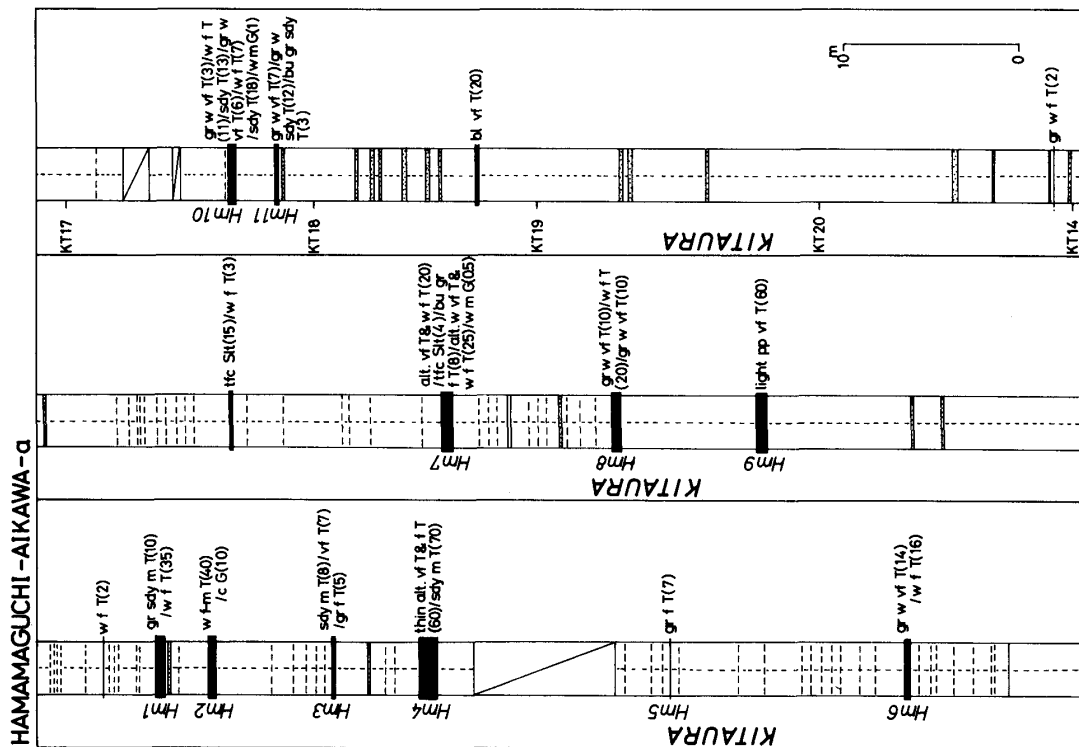 HAMAMAGUCHI-AIKAWA-a
w f T(2)
gr sdy m T(10)
/w f T(35)
w f-m T(40)
/c G(10)
sdy m T(8)/vf T(7)
/gr f T(5)
thin alt. vf T & f T
(60)/sdy m T(70)
gr f T(7)
gr w vf T(14)
/w f T(16)
Hm1
Hm2
Hm3
Hm4
Hm5
Hm6
KITAURA
tfc Slt(15)/w f T(3)
alt. vf T & w f T(20)
/tfc Slt(4)/bu gr
f T(8)/alt. w vf T &
w f T(25)/w m G(0.5)
gr w vf T(10)/w f T
(20)/gr w vf T(10)
light pp vf T(60)
Hm7
Hm8
Hm9
KITAURA
gr w vf T(3)/w f T
(11)/sdy T(13)/gr w
vf T(6)/w f T(7)
/sdy T(18)/w m G(1)
gr w vf T(7)/gr w
sdy T(12)/bu gr sdy
T(3)
bl vf T(20)
gr w f T(2)
Hm10
Hm11
KT17
KT18
KT19
KT20
KT14
KITAURA
m
10
0